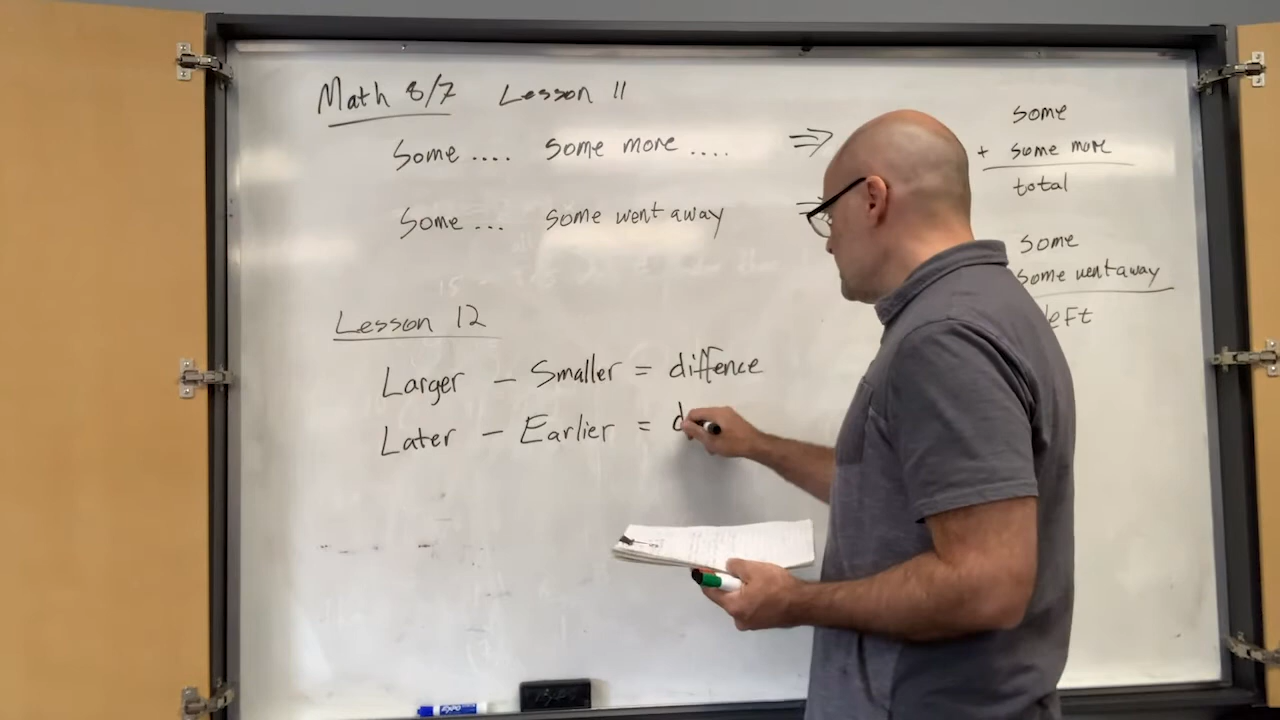 Math 8/7 Lesson 11
Some .... some more .... ⇒
Some ... some went away
some
+ some more
total
some
some went away
left
Lesson 12
Larger – Smaller = diffence
Later – Earlier = d
EXPO